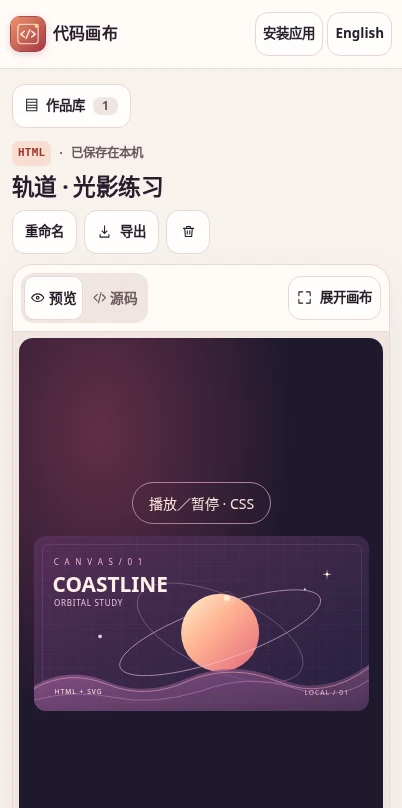 代码画布
安装应用
English
作品库 1
HTML · 已保存在本机
轨道 · 光影练习
重命名
导出
预览
</> 源码
展开画布
播放／暂停 · CSS
CANVAS / 01
COASTLINE
ORBITAL STUDY
HTML + SVG
LOCAL / 01